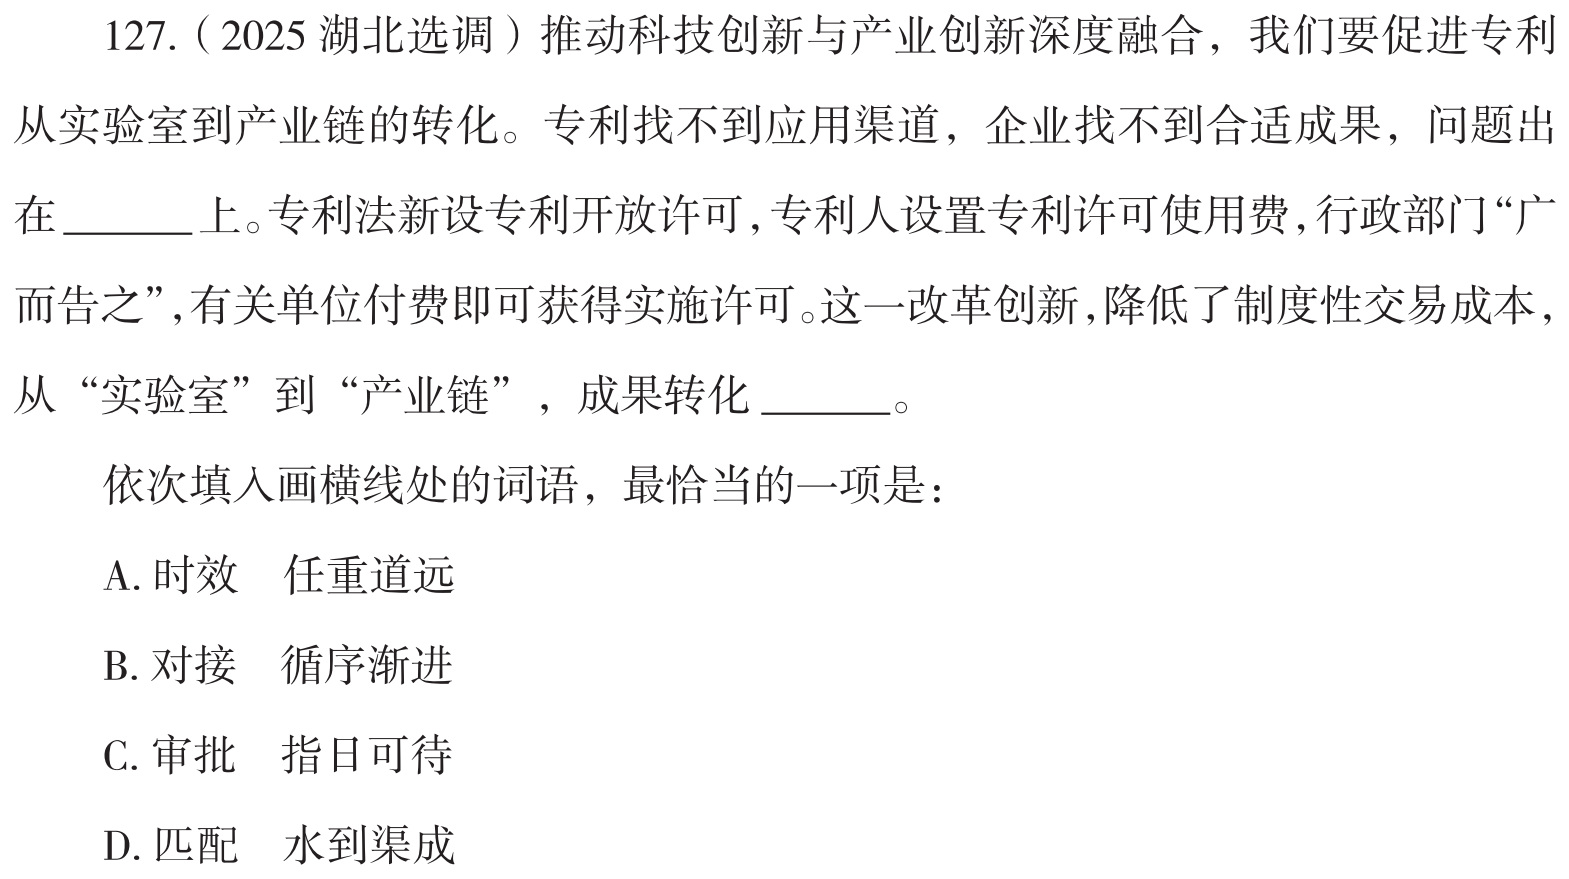 127.（2025 湖北选调）推动科技创新与产业创新深度融合，我们要促进专利
从实验室到产业链的转化。专利找不到应用渠道，企业找不到合适成果，问题出
在______上。专利法新设专利开放许可，专利人设置专利许可使用费，行政部门“广
而告之”，有关单位付费即可获得实施许可。这一改革创新，降低了制度性交易成本，
从“实验室”到“产业链”，成果转化______。
依次填入画横线处的词语，最恰当的一项是：
A. 时效　任重道远
B. 对接　循序渐进
C. 审批　指日可待
D. 匹配　水到渠成